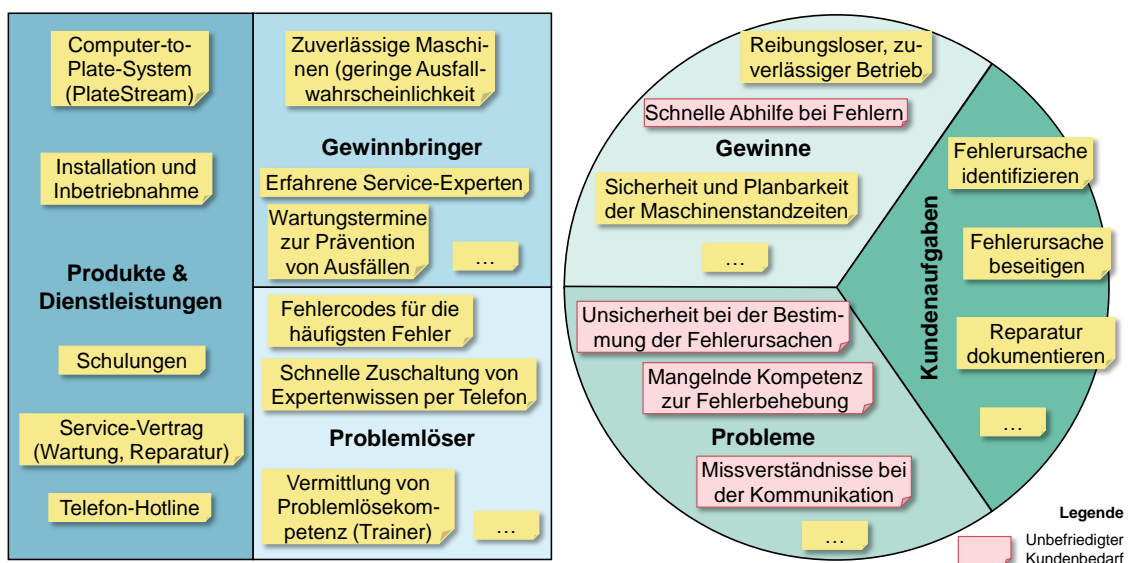 Computer-to-
Plate-System
(PlateStream)
Installation und
Inbetriebnahme
Produkte &
Dienstleistungen
Schulungen
Service-Vertrag
(Wartung, Reparatur)
Telefon-Hotline
Zuverlässige Maschi-
nen (geringe Ausfall-
wahrscheinlichkeit
Gewinnbringer
Erfahrene Service-Experten
Wartungstermine
zur Prävention
von Ausfällen
…
Fehlercodes für die
häufigsten Fehler
Schnelle Zuschaltung von
Expertenwissen per Telefon
Problemlöser
Vermittlung von
Problemlösekom-
petenz (Trainer)
…
Reibungsloser, zu-
verlässiger Betrieb
Schnelle Abhilfe bei Fehlern
Gewinne
Sicherheit und Planbarkeit
der Maschinenstandzeiten
…
Unsicherheit bei der Bestim-
mung der Fehlerursachen
Mangelnde Kompetenz
zur Fehlerbehebung
Probleme
Missverständnisse bei
der Kommunikation
…
Kundenaufgaben
Fehlerursache
identifizieren
Fehlerursache
beseitigen
Reparatur
dokumentieren
…
Legende
Unbefriedigter
Kundenbedarf